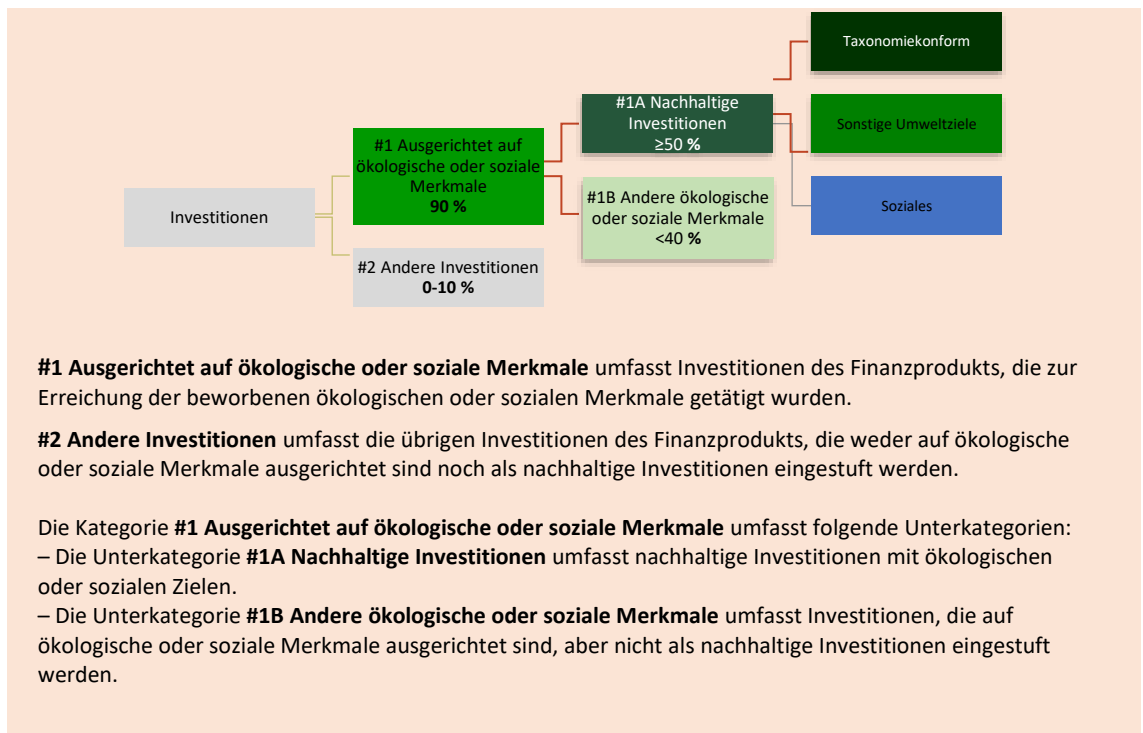 Taxonomiekonform
#1A Nachhaltige
Investitionen
≥50 %
Sonstige Umweltziele
#1 Ausgerichtet auf
ökologische oder soziale
Merkmale
90 %
#1B Andere ökologische
oder soziale Merkmale
<40 %
Soziales
Investitionen
#2 Andere Investitionen
0-10 %
#1 Ausgerichtet auf ökologische oder soziale Merkmale umfasst Investitionen des Finanzprodukts, die zur
Erreichung der beworbenen ökologischen oder sozialen Merkmale getätigt wurden.
#2 Andere Investitionen umfasst die übrigen Investitionen des Finanzprodukts, die weder auf ökologische
oder soziale Merkmale ausgerichtet sind noch als nachhaltige Investitionen eingestuft werden.
Die Kategorie #1 Ausgerichtet auf ökologische oder soziale Merkmale umfasst folgende Unterkategorien:
– Die Unterkategorie #1A Nachhaltige Investitionen umfasst nachhaltige Investitionen mit ökologischen
oder sozialen Zielen.
– Die Unterkategorie #1B Andere ökologische oder soziale Merkmale umfasst Investitionen, die auf
ökologische oder soziale Merkmale ausgerichtet sind, aber nicht als nachhaltige Investitionen eingestuft
werden.